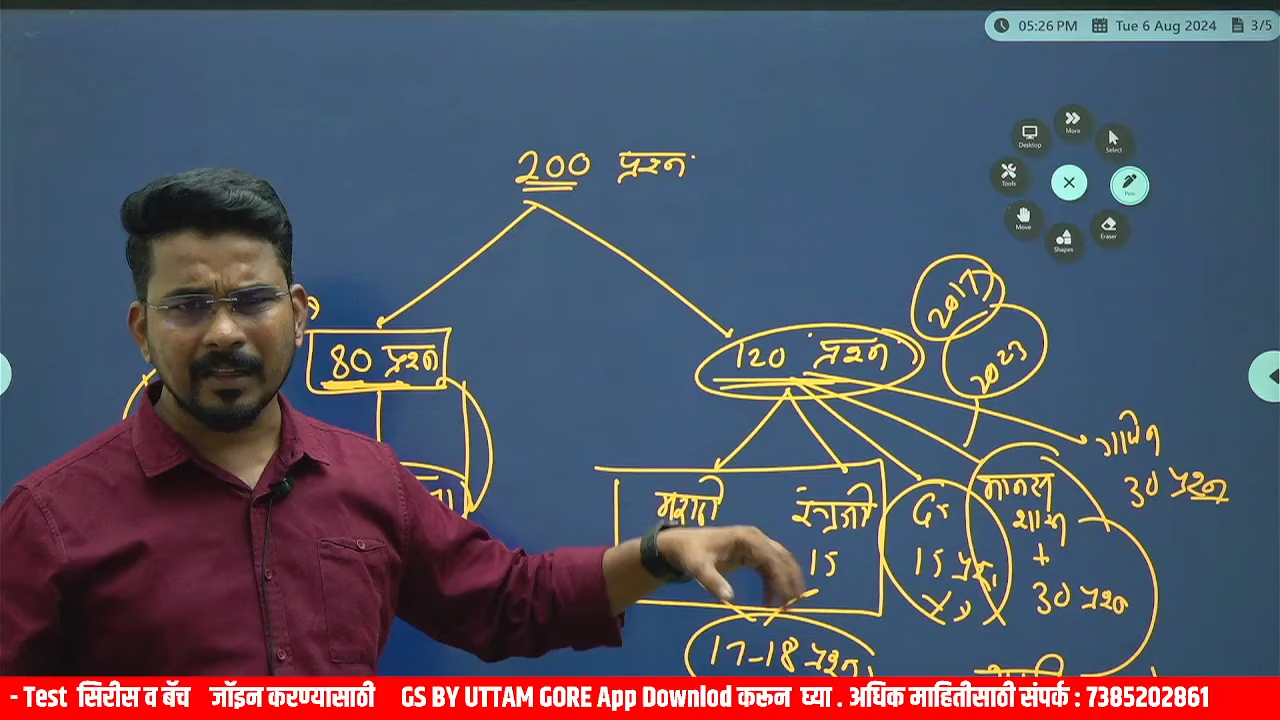 05:26 PM Tue 6 Aug 2024 3/5
More
Desktop
Select
Tools
Pen
Move
Eraser
Shapes
200 प्रश्न
2017
2023
80 प्रश्न
120 प्रश्न
30 प्रश्न
मराठी
इंग्रजी
15
15 प्रश्न
मानस
शास्त्र
+
30 प्रश्न
17-18 प्रश्न
- Test सिरीस व बॅच जॉइन करण्यासाठी GS BY UTTAM GORE App Downlod करून घ्या . अधिक माहितीसाठी संपर्क : 7385202861